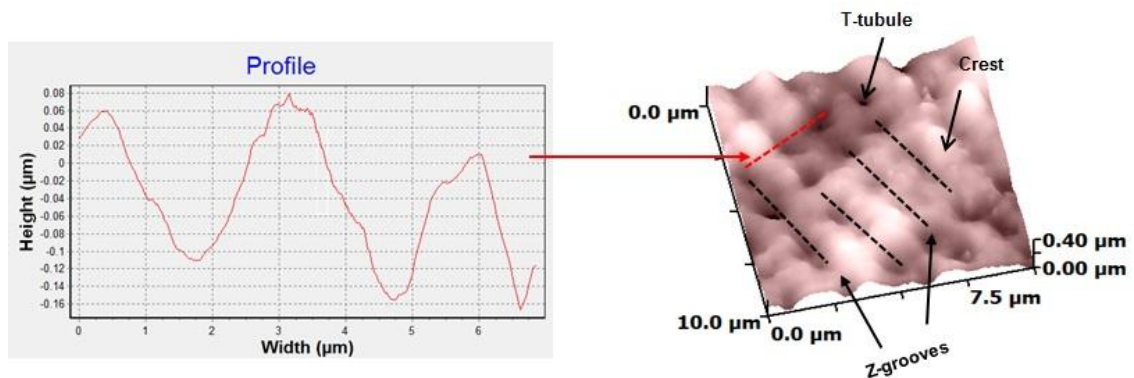 Profile
Height (µm)
0.08
0.06
0.04
0.02
0
-0.02
-0.04
-0.06
-0.08
-0.1
-0.12
-0.14
-0.16
0 1 2 3 4 5 6
Width (µm)
T-tubule
Crest
0.0 µm
0.40 µm
0.00 µm
7.5 µm
10.0 µm
0.0 µm
Z-grooves